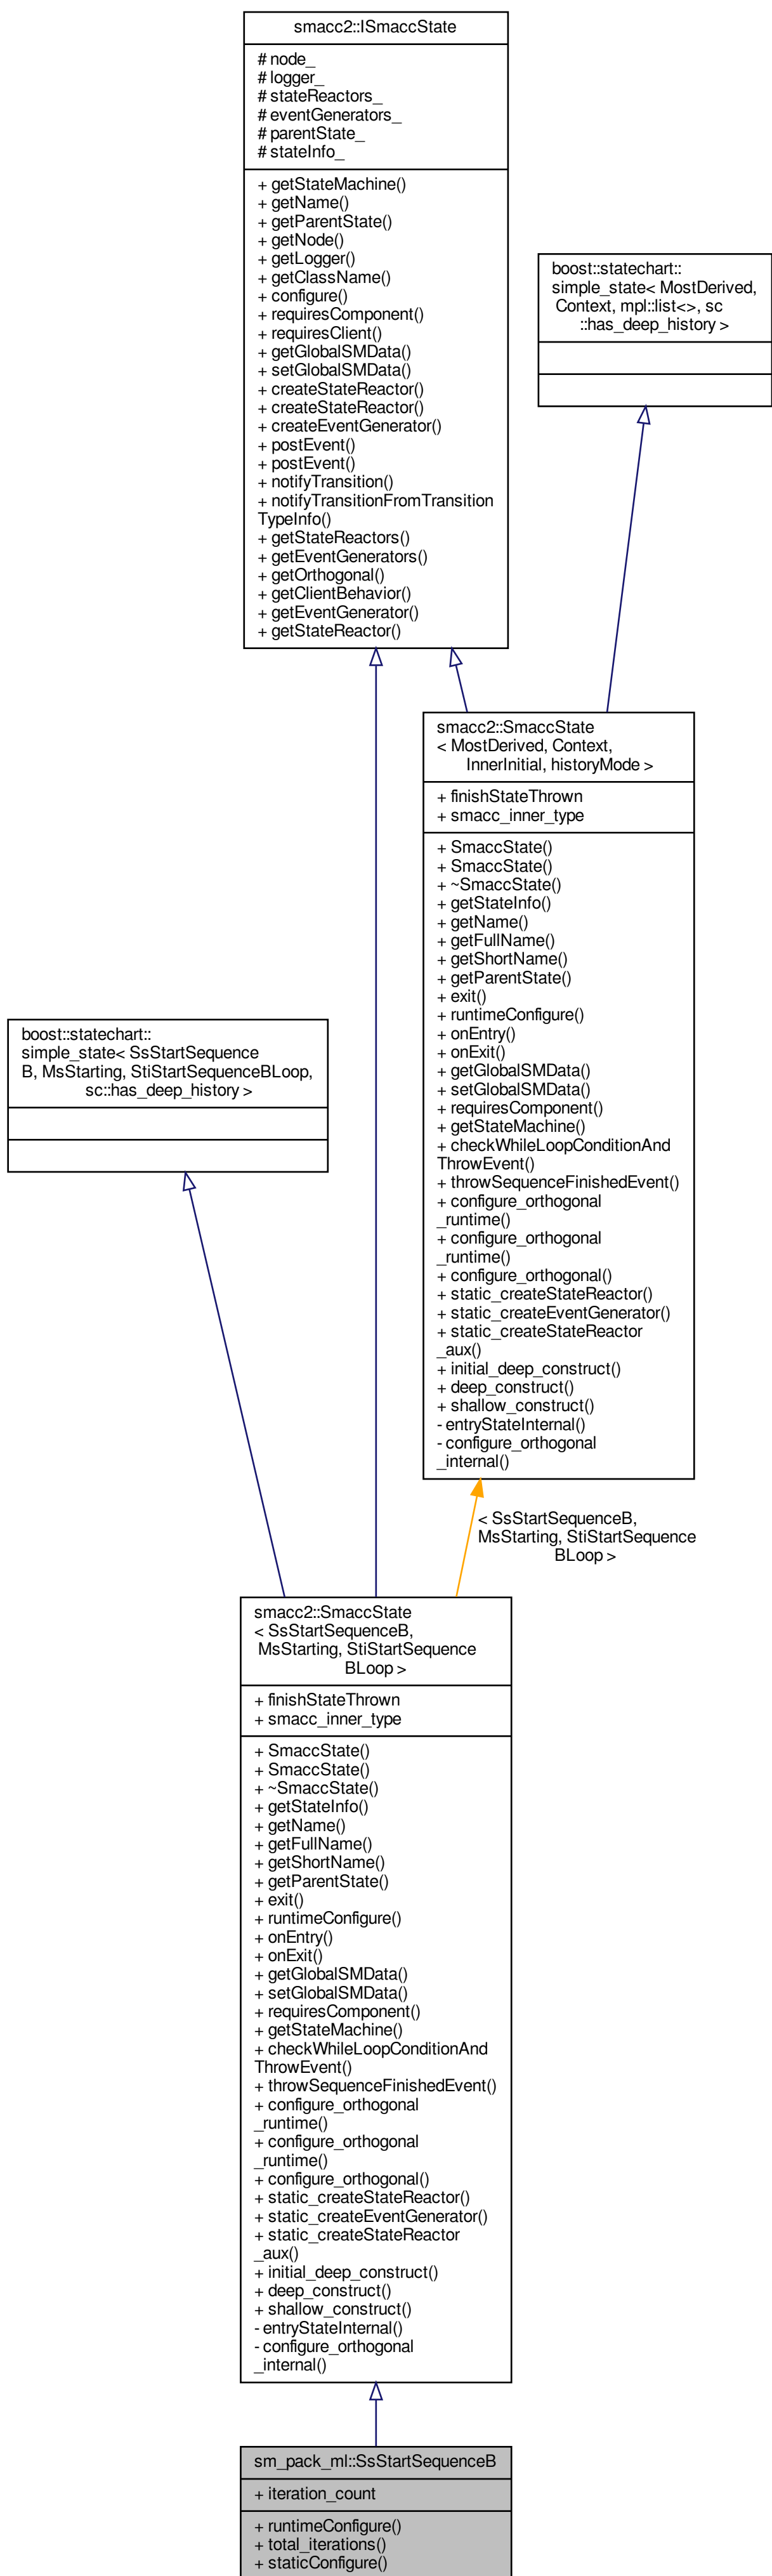 smacc2::ISmaccState
# node_
# logger_
# stateReactors_
# eventGenerators_
# parentState_
# stateInfo_
+ getStateMachine()
+ getName()
+ getParentState()
+ getNode()
+ getLogger()
+ getClassName()
+ configure()
+ requiresComponent()
+ requiresClient()
+ getGlobalSMData()
+ setGlobalSMData()
+ createStateReactor()
+ createStateReactor()
+ createEventGenerator()
+ postEvent()
+ postEvent()
+ notifyTransition()
+ notifyTransitionFromTransition
TypeInfo()
+ getStateReactors()
+ getEventGenerators()
+ getOrthogonal()
+ getClientBehavior()
+ getEventGenerator()
+ getStateReactor()
boost::statechart::
simple_state< MostDerived,
Context, mpl::list<>, sc
::has_deep_history >
smacc2::SmaccState
< MostDerived, Context,
InnerInitial, historyMode >
+ finishStateThrown
+ smacc_inner_type
+ SmaccState()
+ SmaccState()
+ ~SmaccState()
+ getStateInfo()
+ getName()
+ getFullName()
+ getShortName()
+ getParentState()
+ exit()
+ runtimeConfigure()
+ onEntry()
+ onExit()
+ getGlobalSMData()
+ setGlobalSMData()
+ requiresComponent()
+ getStateMachine()
+ checkWhileLoopConditionAnd
ThrowEvent()
+ throwSequenceFinishedEvent()
+ configure_orthogonal
_runtime()
+ configure_orthogonal
_runtime()
+ configure_orthogonal()
+ static_createStateReactor()
+ static_createEventGenerator()
+ static_createStateReactor
_aux()
+ initial_deep_construct()
+ deep_construct()
+ shallow_construct()
- entryStateInternal()
- configure_orthogonal
_internal()
boost::statechart::
simple_state< SsStartSequence
B, MsStarting, StiStartSequenceBLoop,
sc::has_deep_history >
< SsStartSequenceB,
MsStarting, StiStartSequence
BLoop >
smacc2::SmaccState
< SsStartSequenceB,
MsStarting, StiStartSequence
BLoop >
+ finishStateThrown
+ smacc_inner_type
+ SmaccState()
+ SmaccState()
+ ~SmaccState()
+ getStateInfo()
+ getName()
+ getFullName()
+ getShortName()
+ getParentState()
+ exit()
+ runtimeConfigure()
+ onEntry()
+ onExit()
+ getGlobalSMData()
+ setGlobalSMData()
+ requiresComponent()
+ getStateMachine()
+ checkWhileLoopConditionAnd
ThrowEvent()
+ throwSequenceFinishedEvent()
+ configure_orthogonal
_runtime()
+ configure_orthogonal
_runtime()
+ configure_orthogonal()
+ static_createStateReactor()
+ static_createEventGenerator()
+ static_createStateReactor
_aux()
+ initial_deep_construct()
+ deep_construct()
+ shallow_construct()
- entryStateInternal()
- configure_orthogonal
_internal()
sm_pack_ml::SsStartSequenceB
+ iteration_count
+ runtimeConfigure()
+ total_iterations()
+ staticConfigure()